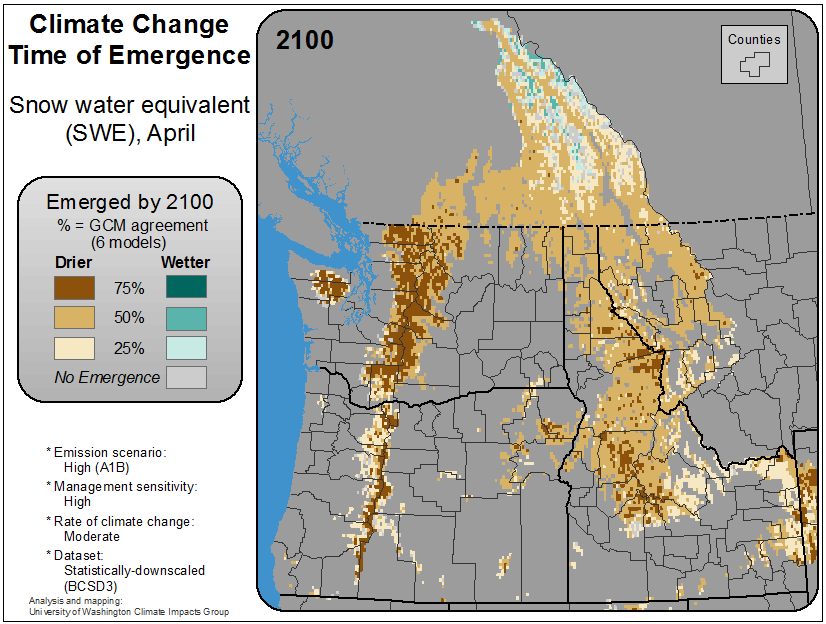 Climate Change
Time of Emergence
Snow water equivalent
(SWE), April
Emerged by 2100
% = GCM agreement
(6 models)
Drier Wetter
75%
50%
25%
No Emergence
* Emission scenario:
High (A1B)
* Management sensitivity:
High
* Rate of climate change:
Moderate
* Dataset:
Statistically-downscaled
(BCSD3)
Analysis and mapping:
University of Washington Climate Impacts Group
2100
Counties